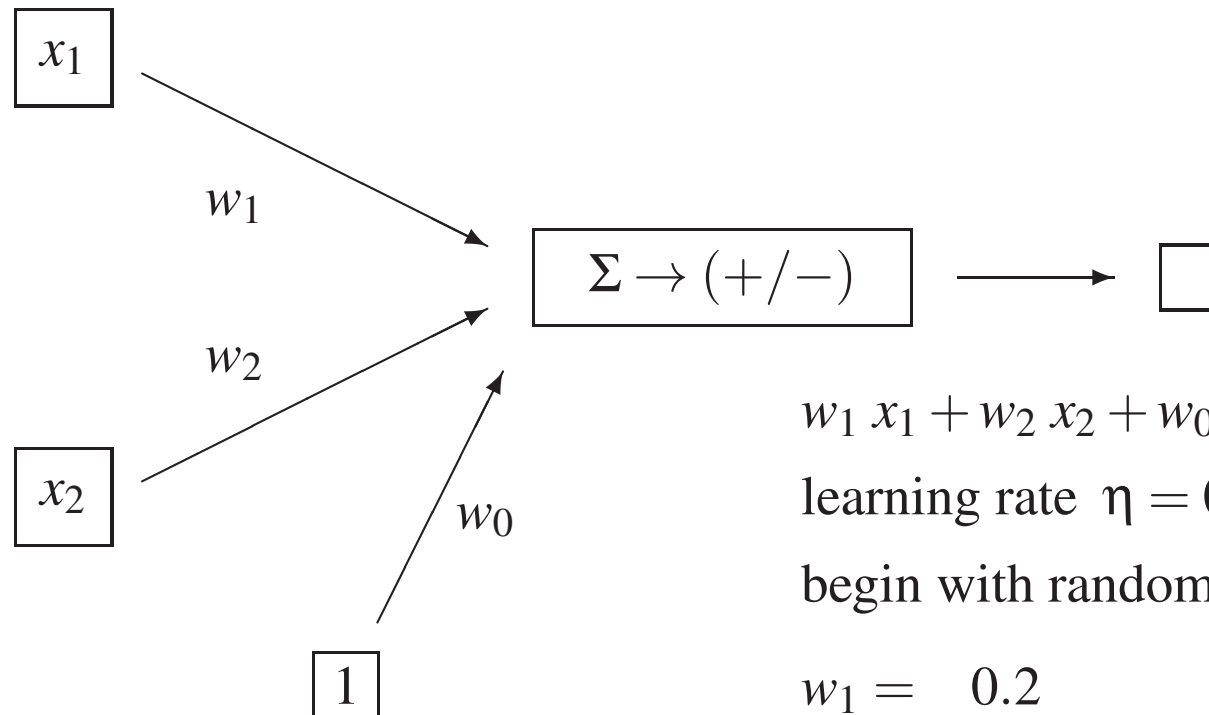 x₁
w₁
Σ → (+/−)
w₂
w₁ x₁ + w₂ x₂ + w₀
x₂
learning rate η =
w₀
begin with random
1
w₁ = 0.2